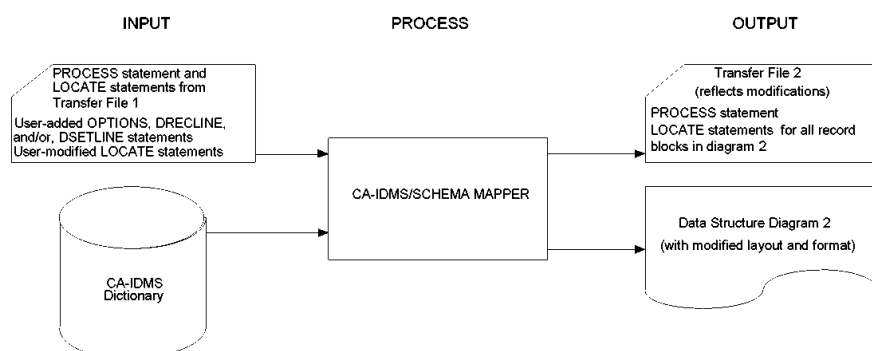 INPUT
PROCESS
OUTPUT
PROCESS statement and
LOCATE statements from
Transfer File 1
User-added OPTIONS, DRECLINE,
and/or, DSETLINE statements
User-modified LOCATE statements
CA-IDMS
Dictionary
CA-IDMS/SCHEMA MAPPER
Transfer File 2
(reflects modifications)
PROCESS statement
LOCATE statements for all record
blocks in diagram 2
Data Structure Diagram 2
(with modified layout and format)